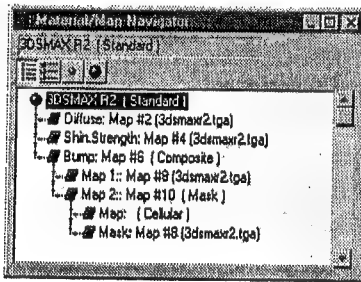 Material/Map Navigator
3DSMAX R2 ( Standard )
3DSMAX R2 ( Standard )
Diffuse: Map #2 (3dsmaxr2.tga)
Shin.Strength: Map #4 (3dsmaxr2.tga)
Bump: Map #6 ( Composite )
Map 1:: Map #8 (3dsmaxr2.tga)
Map 2:: Map #10 ( Mask )
Map: ( Cellular )
Mask: Map #8 (3dsmaxr2.tga)